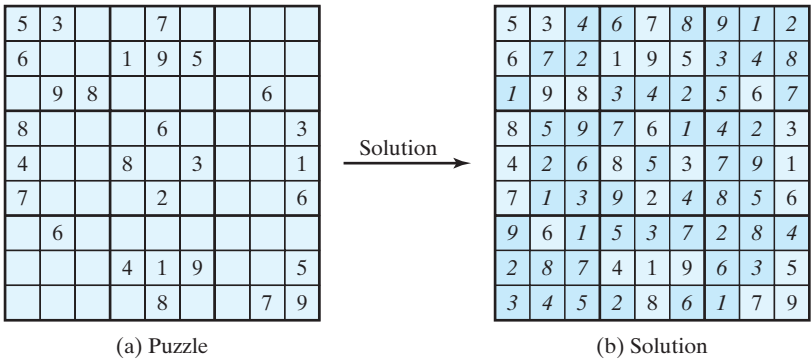 5 3 7
6 1 9 5
9 8 6
8 6 3
4 8 3 1
7 2 6
6
4 1 9 5
8 7 9
(a) Puzzle
Solution
5 3 4 6 7 8 9 1 2
6 7 2 1 9 5 3 4 8
1 9 8 3 4 2 5 6 7
8 5 9 7 6 1 4 2 3
4 2 6 8 5 3 7 9 1
7 1 3 9 2 4 8 5 6
9 6 1 5 3 7 2 8 4
2 8 7 4 1 9 6 3 5
3 4 5 2 8 6 1 7 9
(b) Solution